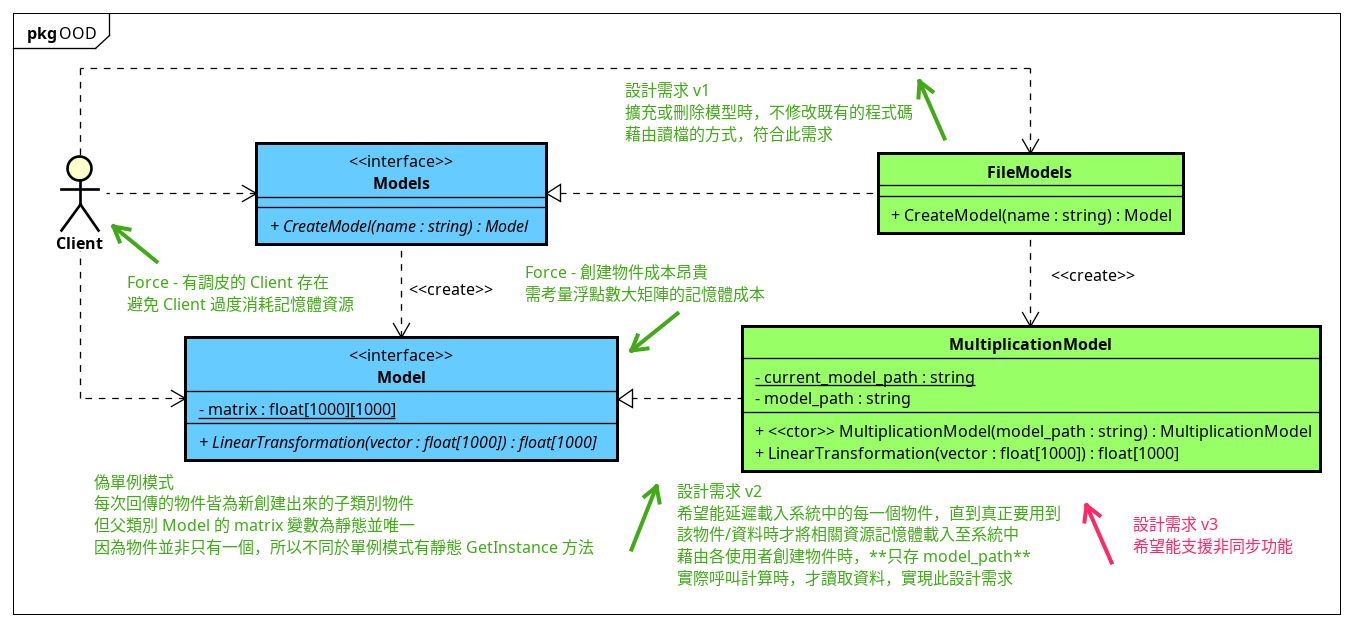 pkg OOD
設計需求 v1
擴充或刪除模型時，不修改既有的程式碼
藉由讀檔的方式，符合此需求
<<interface>>
Models
+ CreateModel(name : string) : Model
FileModels
+ CreateModel(name : string) : Model
Client
Force - 有調皮的 Client 存在
避免 Client 過度消耗記憶體資源
<<create>>
Force - 創建物件成本昂貴
需考量浮點數大矩陣的記憶體成本
<<create>>
<<interface>>
Model
- matrix : float[1000][1000]
+ LinearTransformation(vector : float[1000]) : float[1000]
MultiplicationModel
- current_model_path : string
- model_path : string
+ <<ctor>> MultiplicationModel(model_path : string) : MultiplicationModel
+ LinearTransformation(vector : float[1000]) : float[1000]
偽單例模式
每次回傳的物件皆為新創建出來的子類別物件
但父類別 Model 的 matrix 變數為靜態並唯一
因為物件並非只有一個，所以不同於單例模式有靜態 GetInstance 方法
設計需求 v2
希望能延遲載入系統中的每一個物件，直到真正要用到
該物件/資料時才將相關資源記憶體載入至系統中
藉由各使用者創建物件時，**只存 model_path**
實際呼叫計算時，才讀取資料，實現此設計需求
設計需求 v3
希望能支援非同步功能